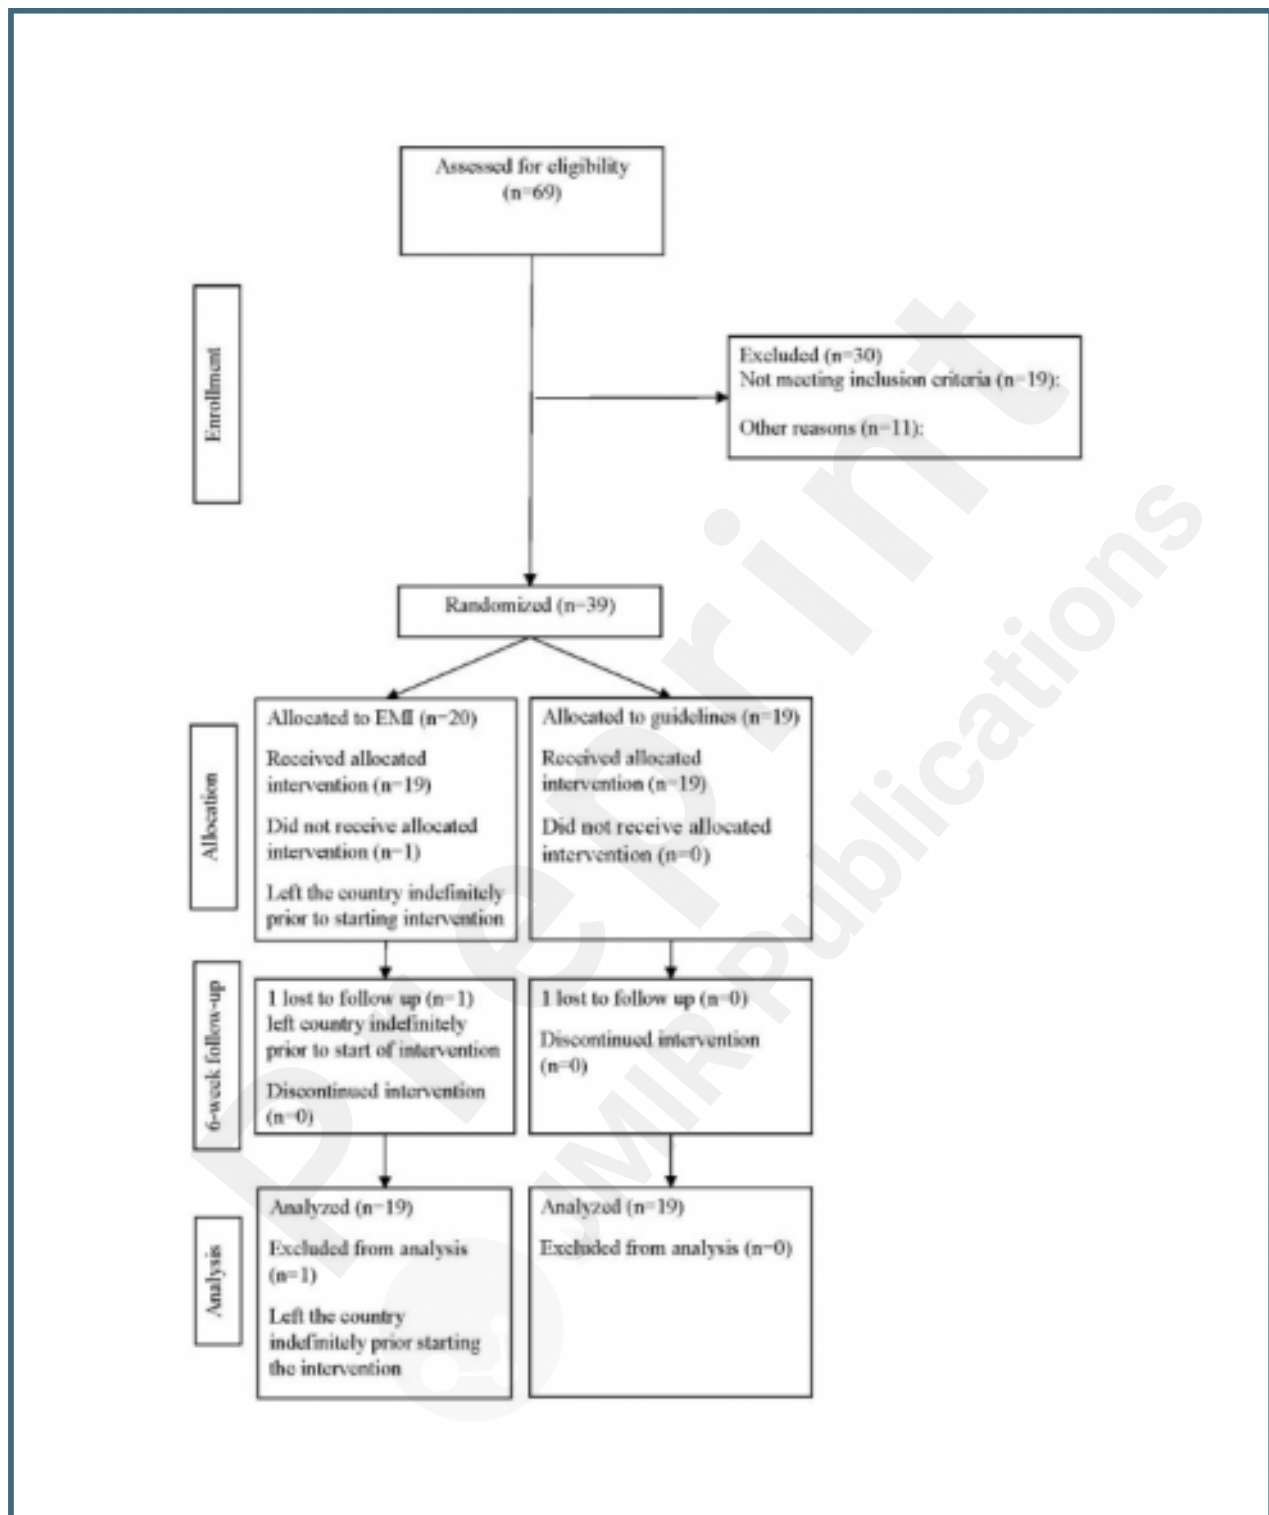 Assessed for eligibility
(n=69)
Enrollment
Excluded (n=30)
Not meeting inclusion criteria (n=19):
Other reasons (n=11):
Randomized (n=39)
Allocation
Allocated to EMI (n=20)
Received allocated
intervention (n=19)
Did not receive allocated
intervention (n=1)
Left the country indefinitely
prior to starting intervention
Allocated to guidelines (n=19)
Received allocated
intervention (n=19)
Did not receive allocated
intervention (n=0)
6-week follow-up
1 lost to follow up (n=1)
left country indefinitely
prior to start of intervention
Discontinued intervention
(n=0)
1 lost to follow up (n=0)
Discontinued intervention
(n=0)
Analysis
Analyzed (n=19)
Excluded from analysis
(n=1)
Left the country
indefinitely prior starting
the intervention
Analyzed (n=19)
Excluded from analysis (n=0)
Preprint
JMIR Publications